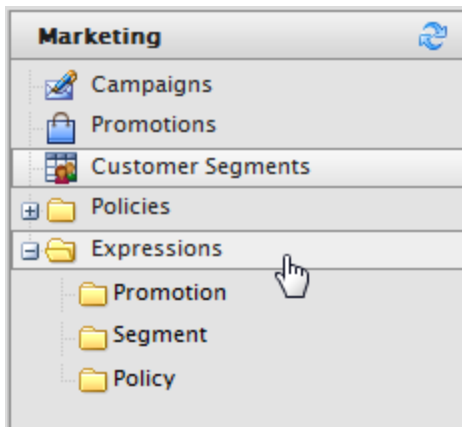 Marketing
Campaigns
Promotions
Customer Segments
Policies
Expressions
Promotion
Segment
Policy